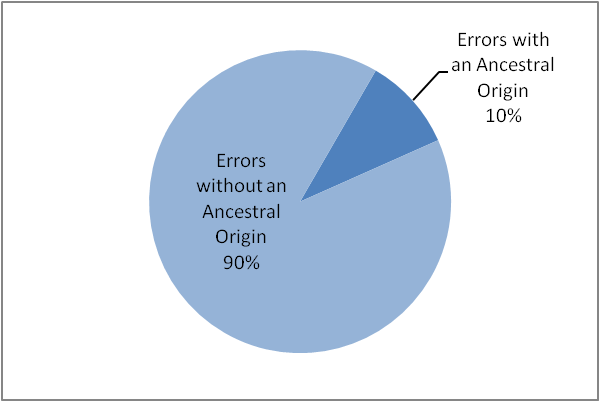 Errors with
an Ancestral
Origin
10%
Errors
without an
Ancestral
Origin
90%